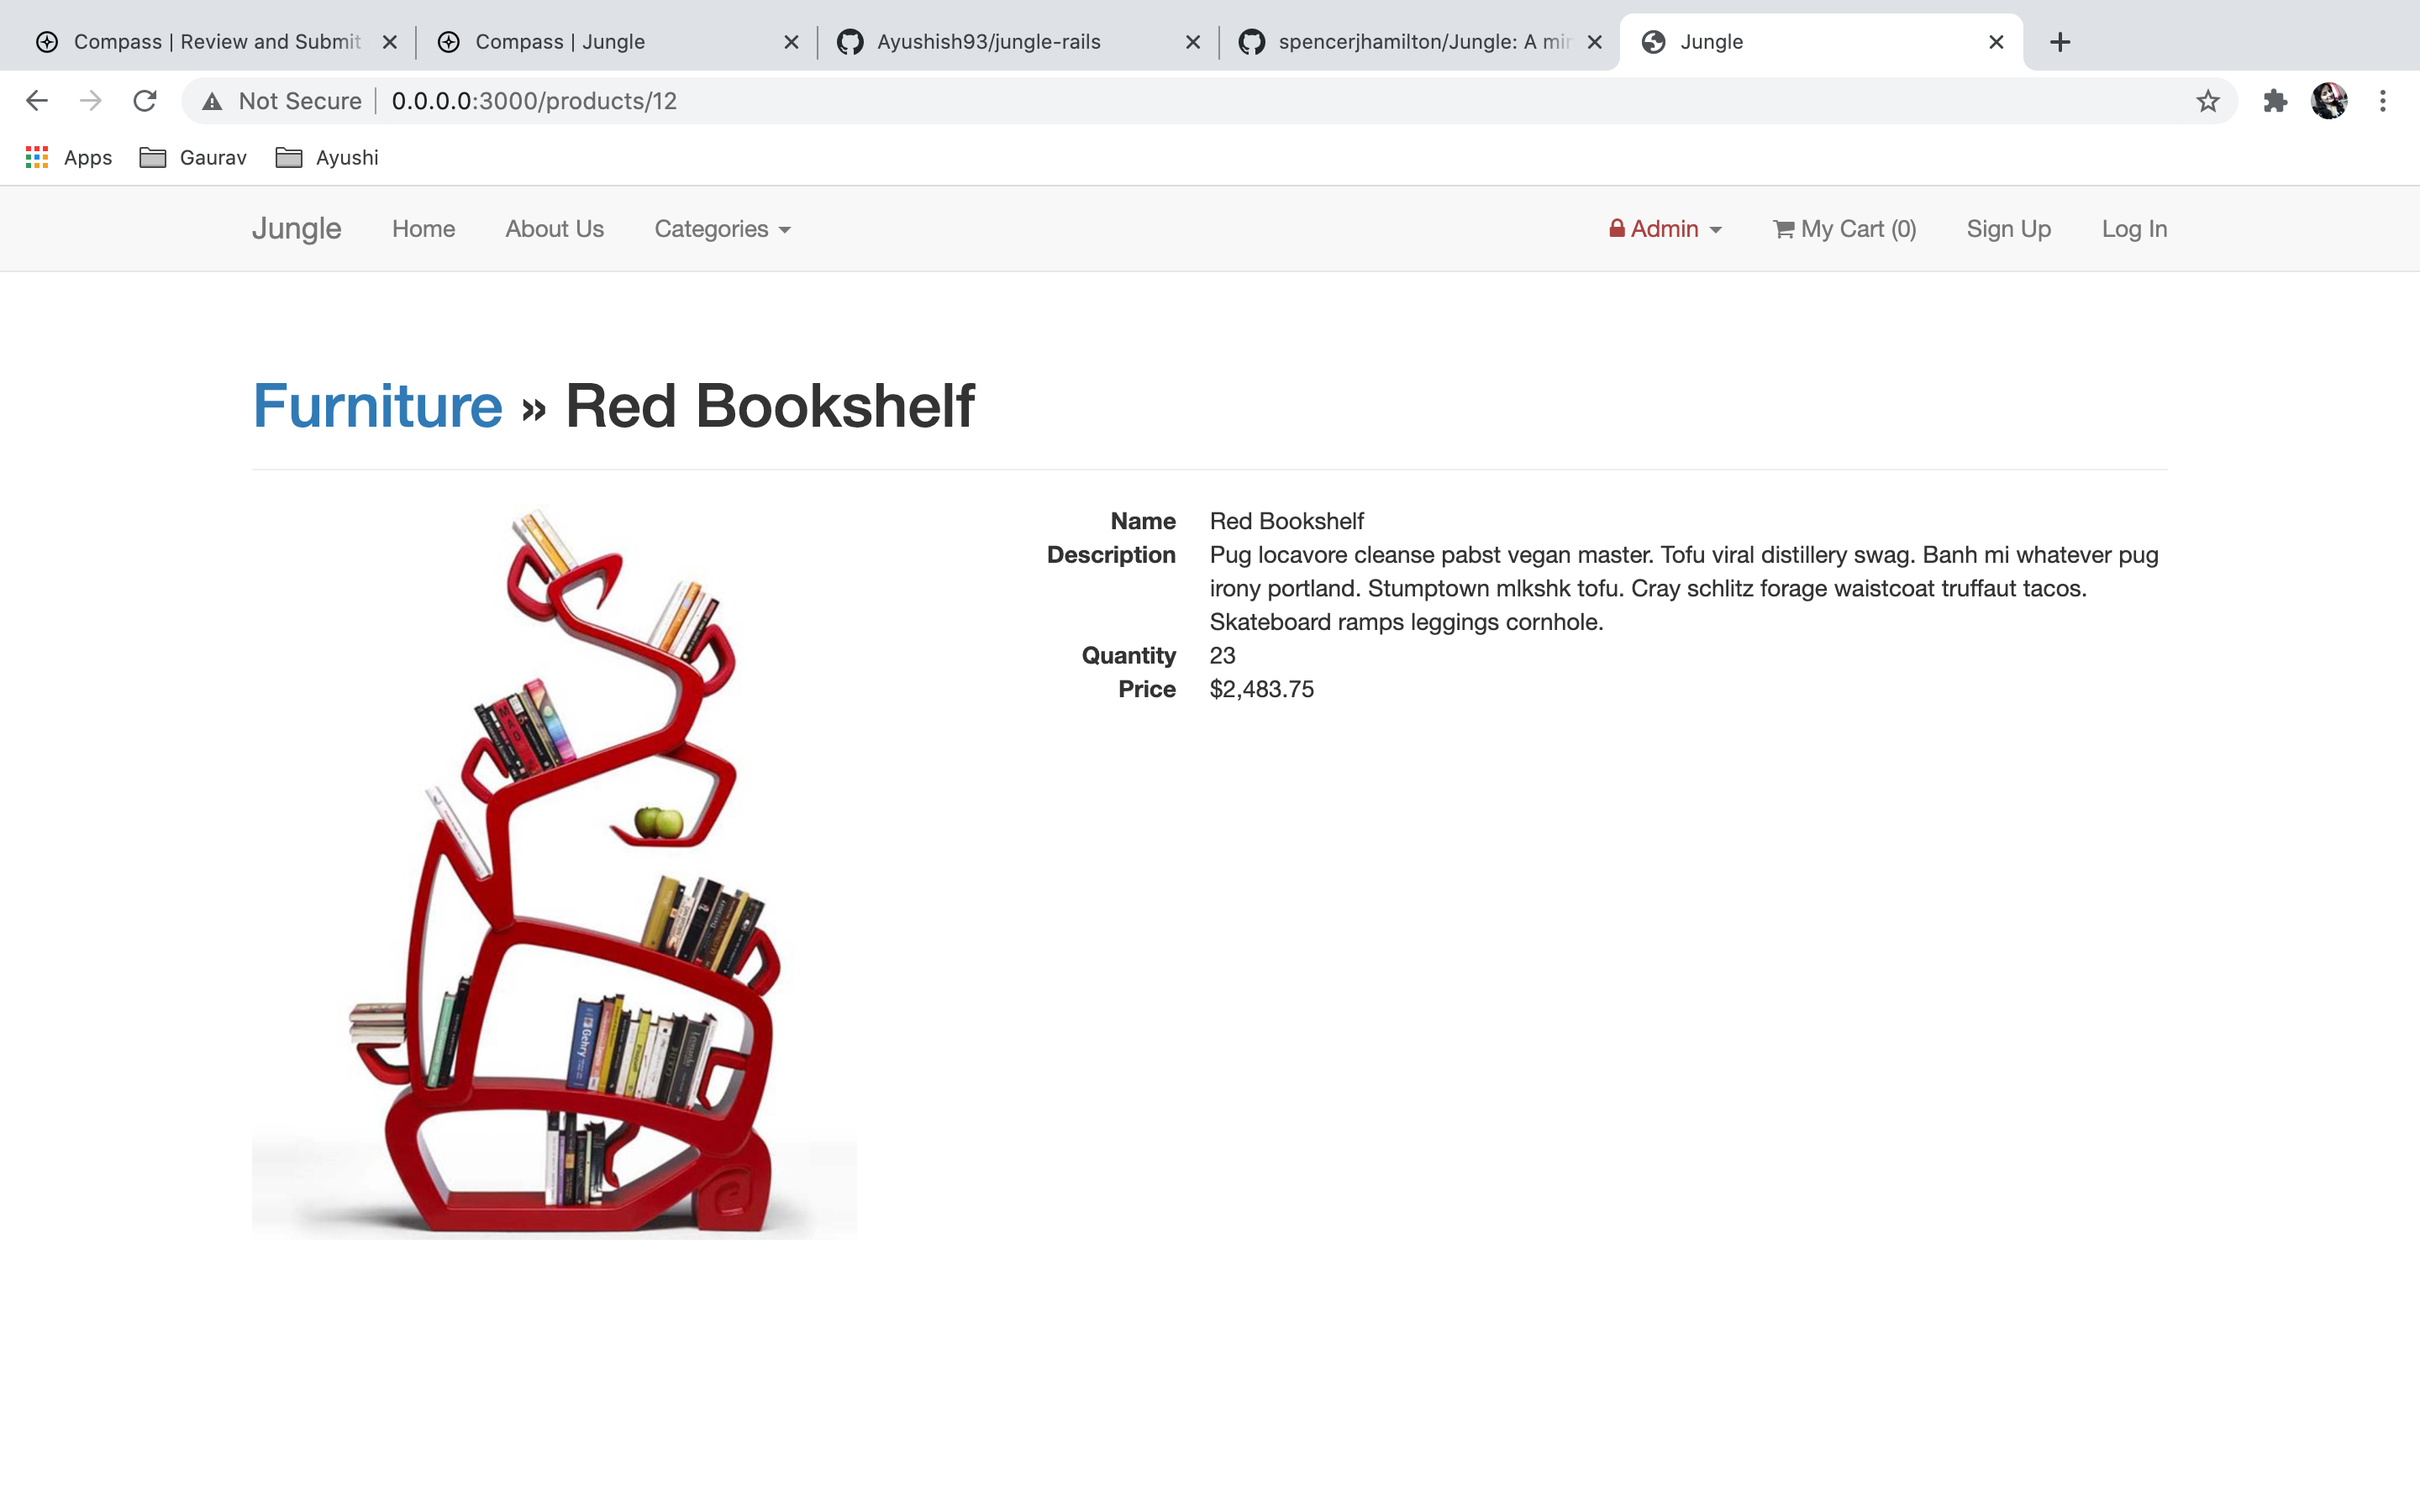 Compass | Review and Submit
Compass | Jungle
Ayushish93/jungle-rails
spencerjhamilton/Jungle: A mir
Jungle
Not Secure
0.0.0.0:3000/products/12
Apps
Gaurav
Ayushi
Jungle
Home
About Us
Categories
Admin
My Cart (0)
Sign Up
Log In
Furniture » Red Bookshelf
Name Red Bookshelf
Description Pug locavore cleanse pabst vegan master. Tofu viral distillery swag. Banh mi whatever pug
irony portland. Stumptown mlkshk tofu. Cray schlitz forage waistcoat truffaut tacos.
Skateboard ramps leggings cornhole.
Quantity 23
Price $2,483.75
MAO
Gehry